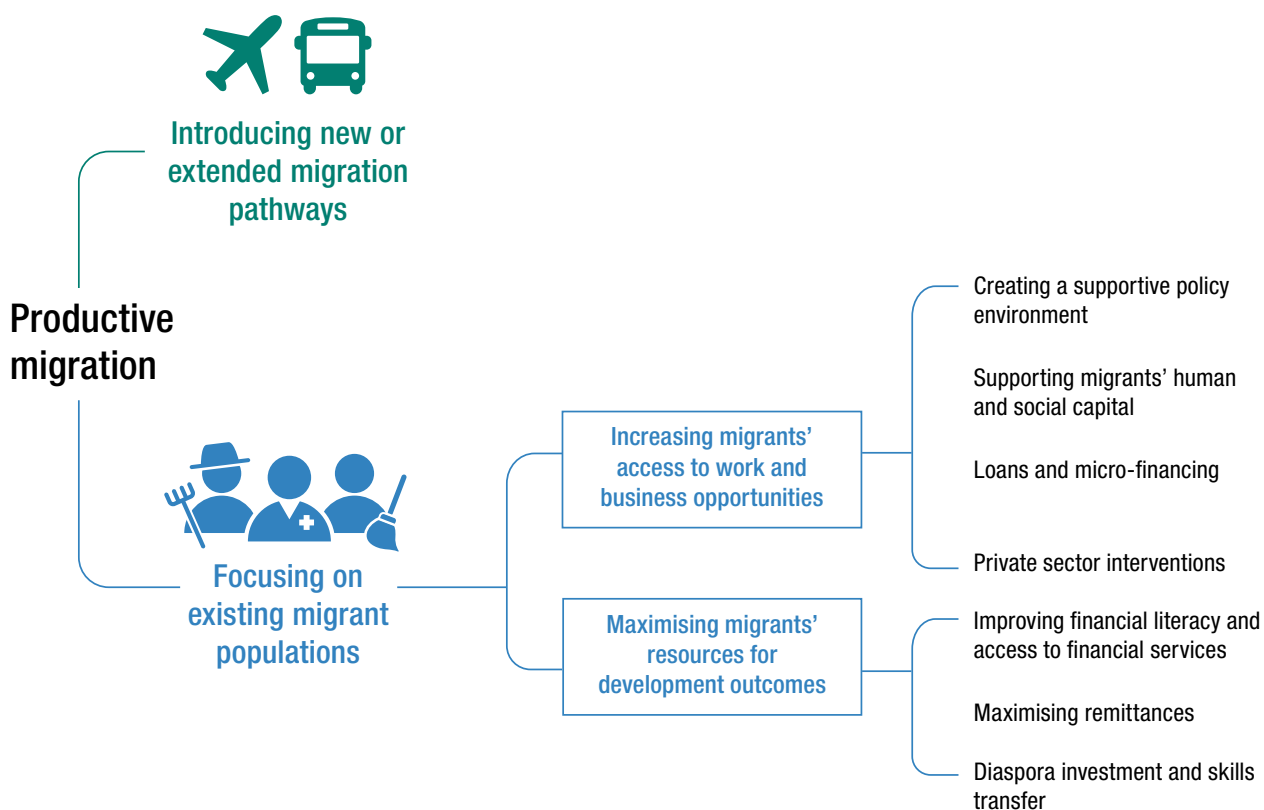 Introducing new or
extended migration
pathways
Productive
migration
Focusing on
existing migrant
populations
Increasing migrants’
access to work and
business opportunities
Maximising migrants’
resources for
development outcomes
Creating a supportive policy
environment
Supporting migrants’ human
and social capital
Loans and micro-financing
Private sector interventions
Improving financial literacy and
access to financial services
Maximising remittances
Diaspora investment and skills
transfer